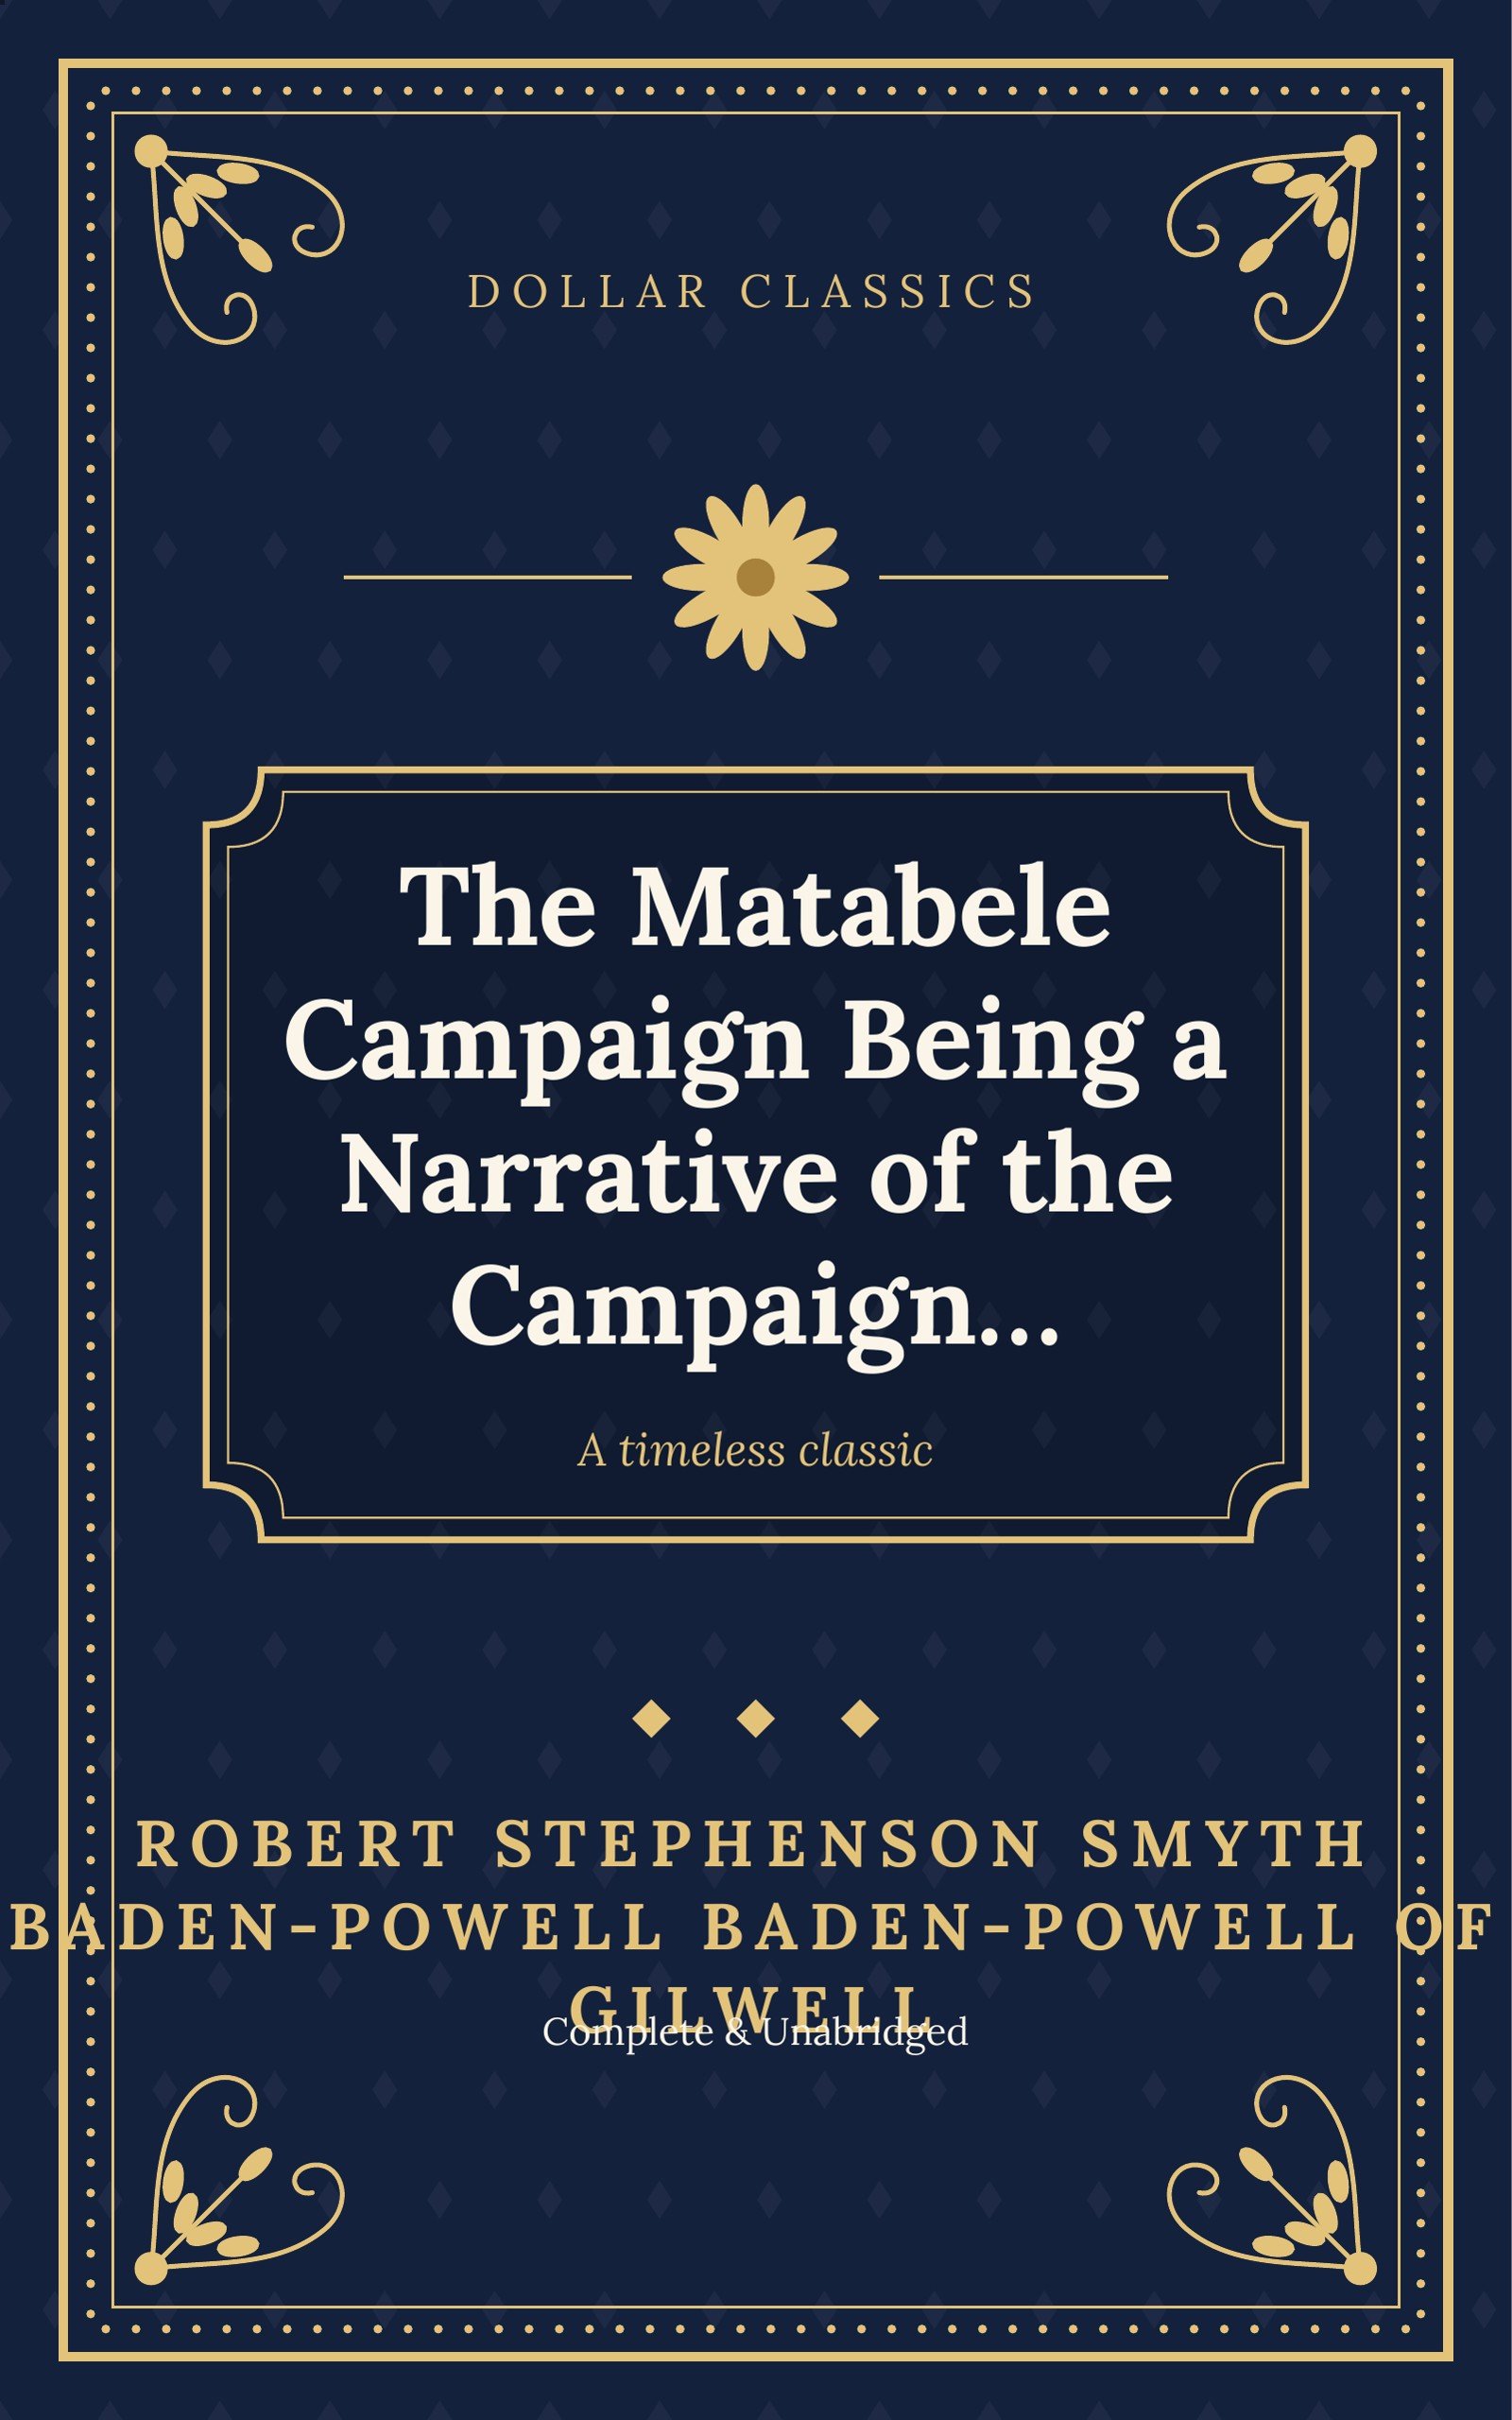 DOLLAR CLASSICS
The Matabele
Campaign Being a
Narrative of the
Campaign...
A timeless classic
ROBERT STEPHENSON SMYTH
BADEN-POWELL BADEN-POWELL OF
GILWELL
Complete & Unabridged